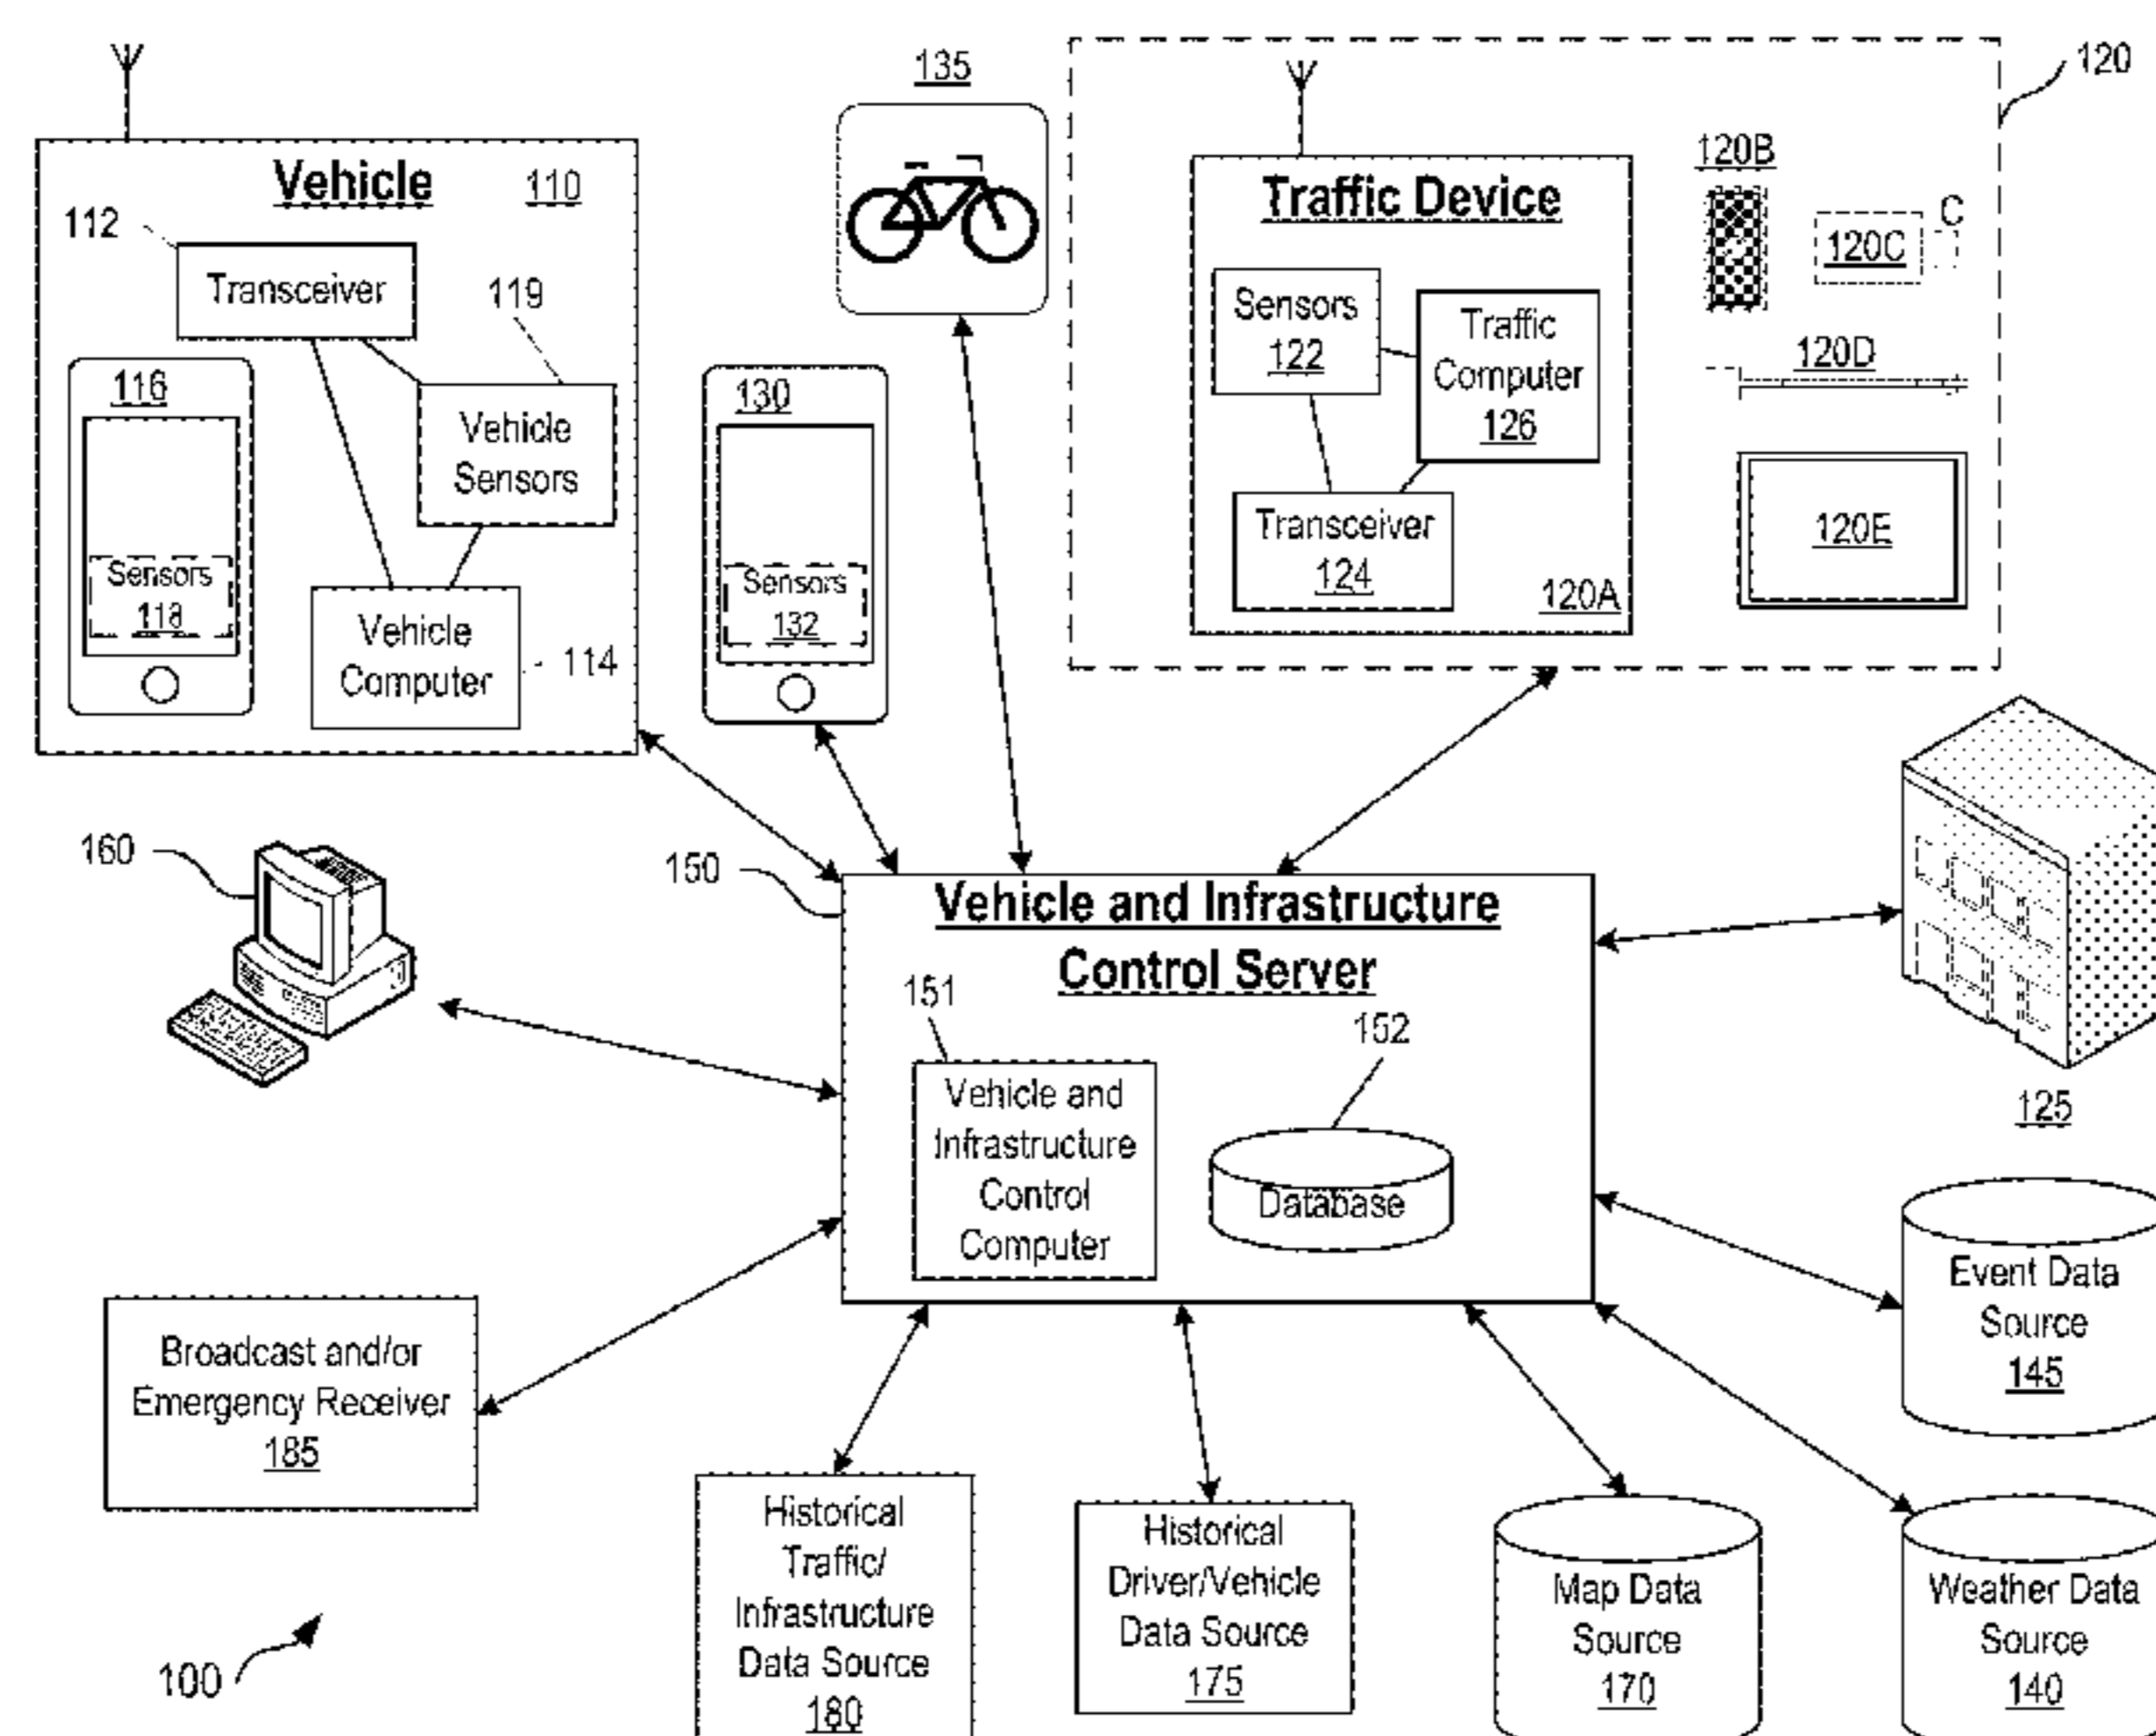 135
120
Vehicle 110
112
Transceiver
119
116
Vehicle
Sensors
Sensors
118
Vehicle
Computer
114
130
Sensors
132
Traffic Device
Sensors
122
Traffic
Computer
126
Transceiver
124
120A
120B
120C
C
120D
120E
160
150
Vehicle and Infrastructure
Control Server
151
152
Vehicle and
Infrastructure
Control
Computer
Database
125
Event Data
Source
145
Broadcast and/or
Emergency Receiver
185
Historical
Traffic/
Infrastructure
Data Source
180
Historical
Driver/Vehicle
Data Source
175
Map Data
Source
170
Weather Data
Source
140
100